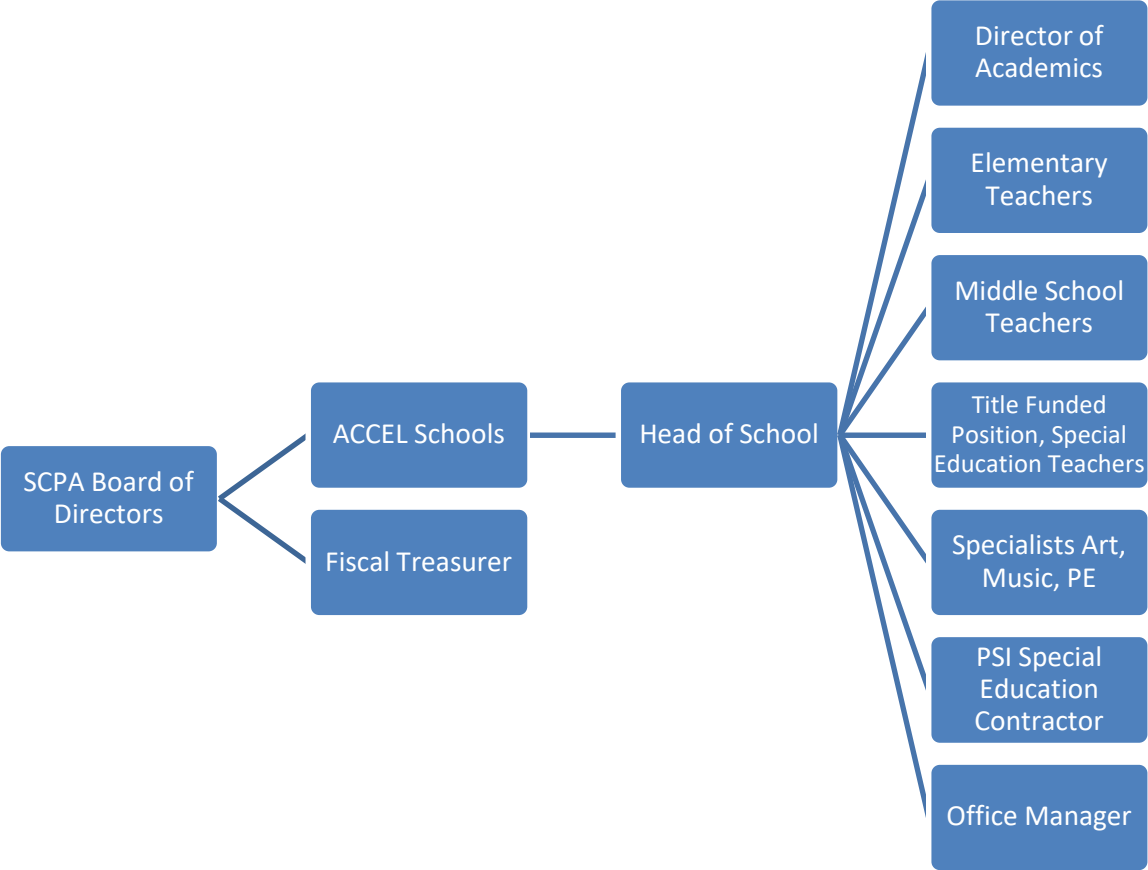 SCPA Board of
Directors
ACCEL Schools
Fiscal Treasurer
Head of School
Director of
Academics
Elementary
Teachers
Middle School
Teachers
Title Funded
Position, Special
Education Teachers
Specialists Art,
Music, PE
PSI Special
Education
Contractor
Office Manager